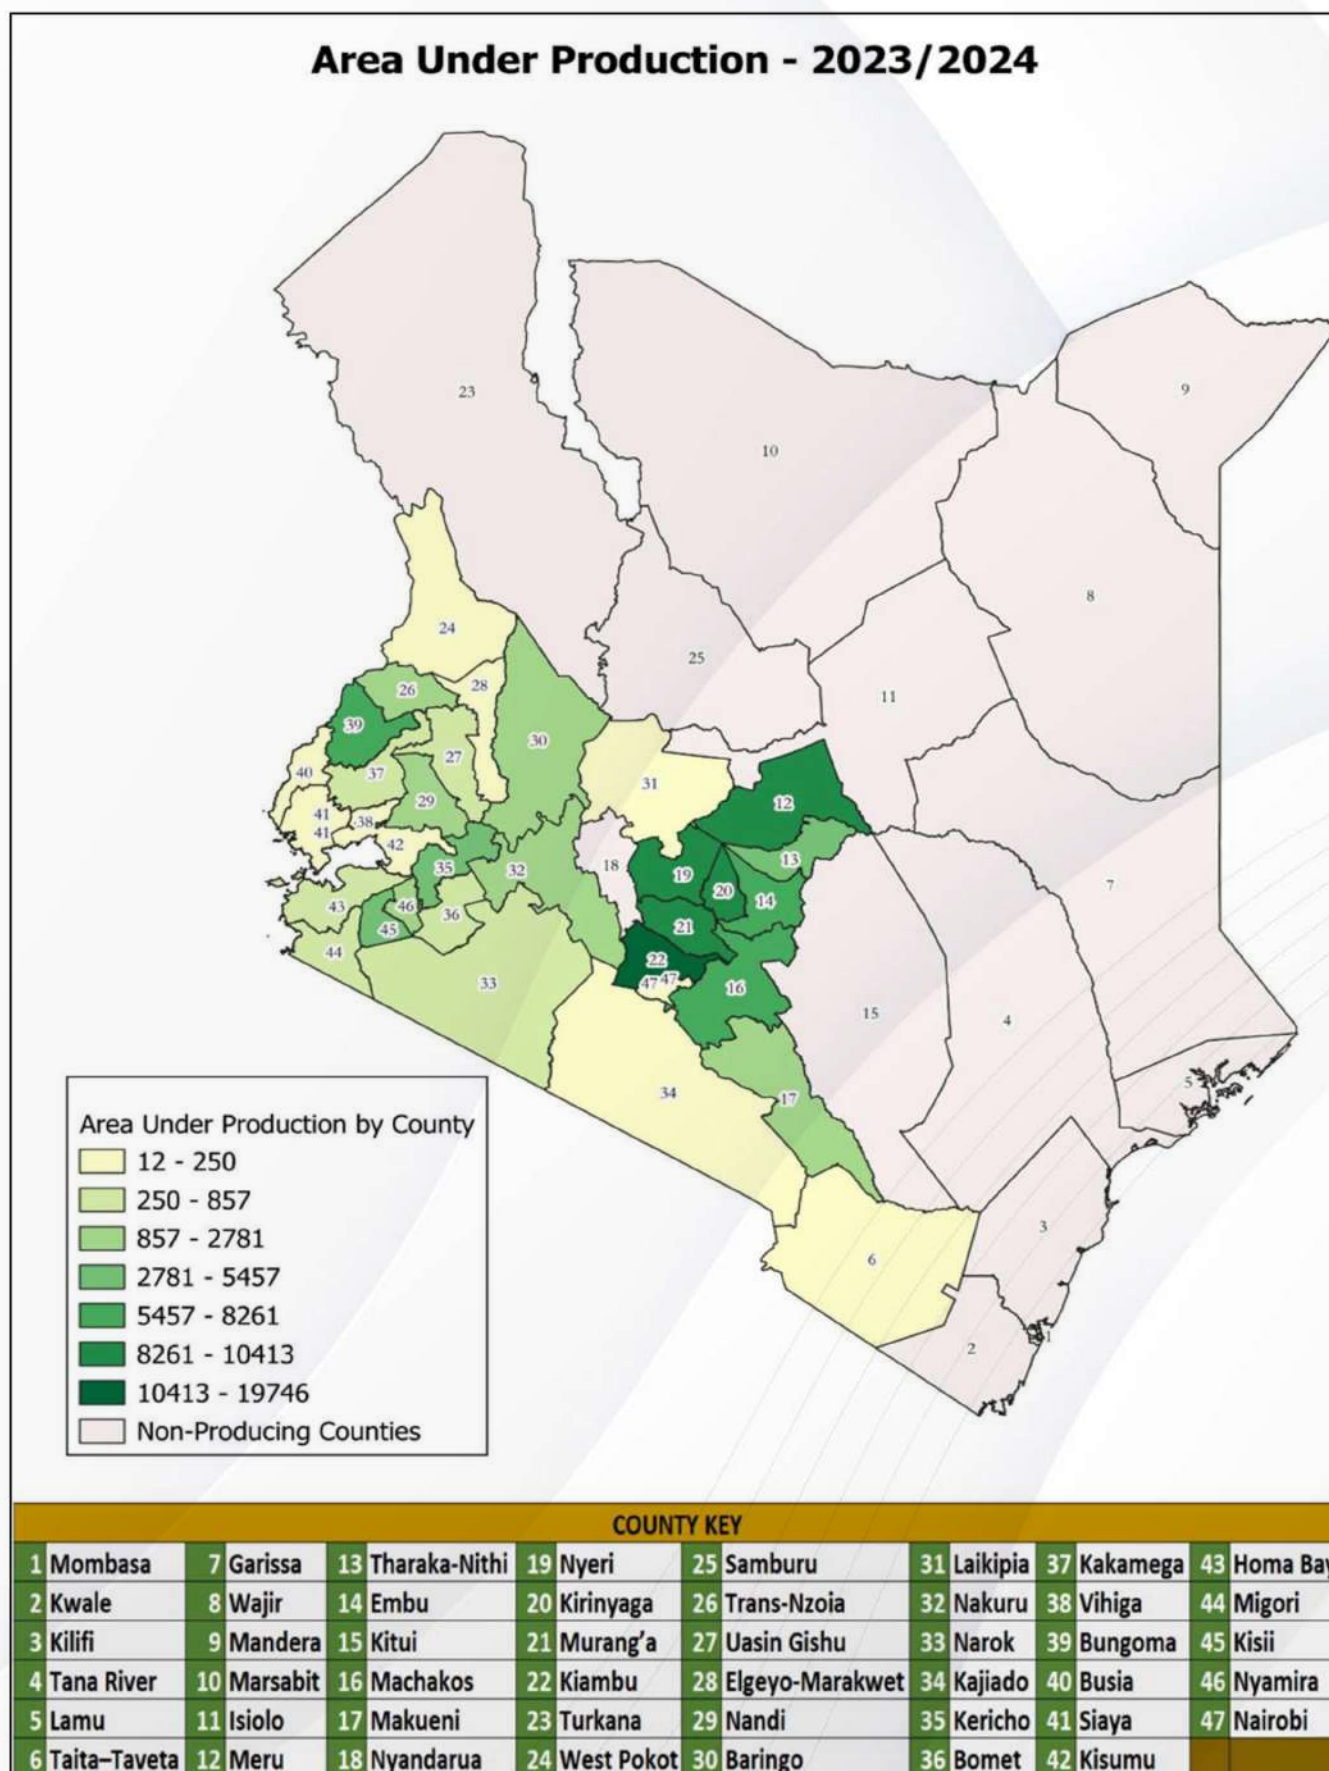 Area Under Production - 2023/2024
23
10
9
8
24
25
11
28
26
39
30
27
40
37
31
12
29
41
38
41
42
13
35
18
32
19
20
7
14
43
46
36
45
21
44
22
33
47 47
16
15
4
34
17
5
3
6
2
1
Area Under Production by County
12 - 250
250 - 857
857 - 2781
2781 - 5457
5457 - 8261
8261 - 10413
10413 - 19746
Non-Producing Counties
COUNTY KEY
1 Mombasa 7 Garissa 13 Tharaka-Nithi 19 Nyeri 25 Samburu 31 Laikipia 37 Kakamega 43 Homa Bay
2 Kwale 8 Wajir 14 Embu 20 Kirinyaga 26 Trans-Nzoia 32 Nakuru 38 Vihiga 44 Migori
3 Kilifi 9 Mandera 15 Kitui 21 Murang’a 27 Uasin Gishu 33 Narok 39 Bungoma 45 Kisii
4 Tana River 10 Marsabit 16 Machakos 22 Kiambu 28 Elgeyo-Marakwet 34 Kajiado 40 Busia 46 Nyamira
5 Lamu 11 Isiolo 17 Makueni 23 Turkana 29 Nandi 35 Kericho 41 Siaya 47 Nairobi
6 Taita–Taveta 12 Meru 18 Nyandarua 24 West Pokot 30 Baringo 36 Bomet 42 Kisumu